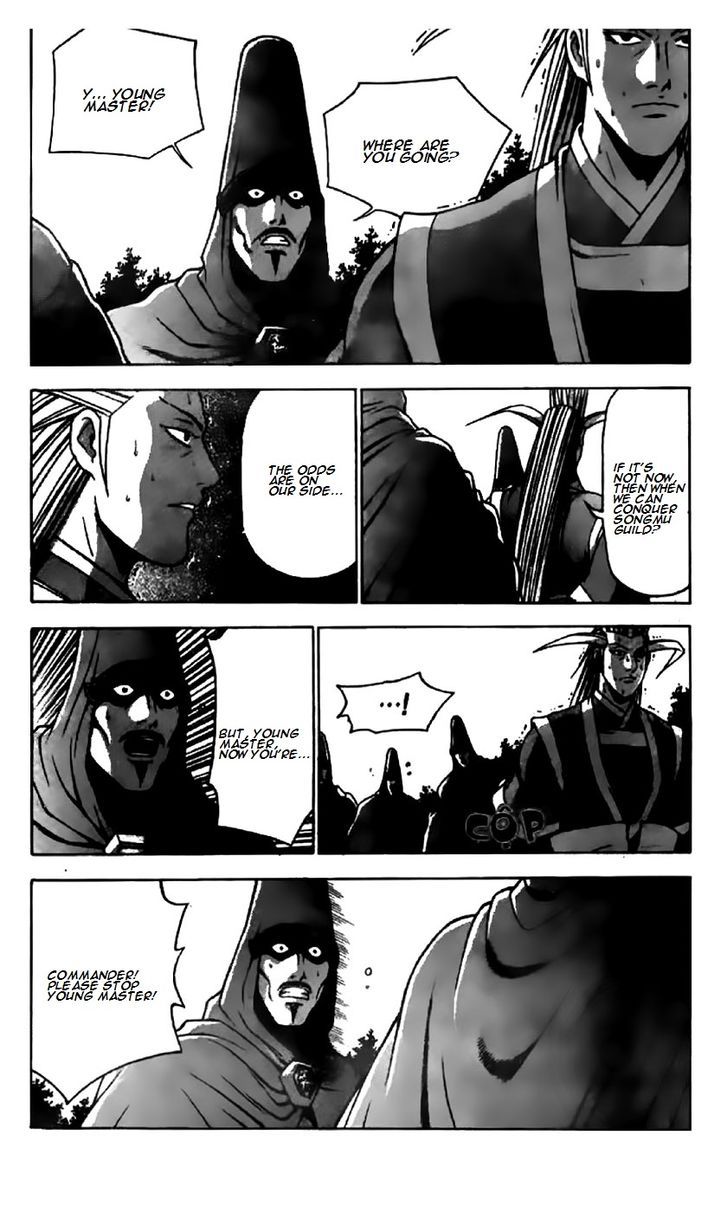 Y... YOUNG
MASTER!
WHERE ARE
YOU GOING?
THE ODDS
ARE ON
OUR SIDE...
IF IT'S
NOT NOW,
THEN WHEN
WE CAN
CONQUER
SONGMU
GUILD?
BUT, YOUNG
MASTER,
NOW YOU'RE...
...!
CỘP
COMMANDER!
PLEASE STOP
YOUNG MASTER!